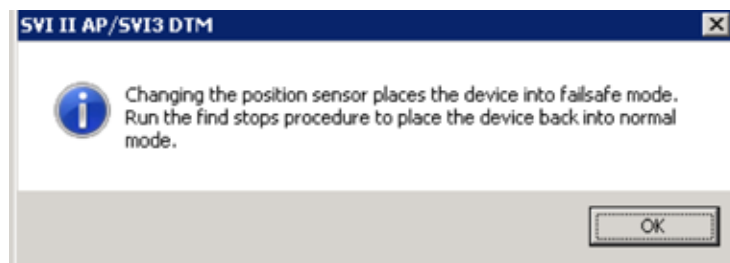 SVI II AP/SVI3 DTM
Changing the position sensor places the device into failsafe mode.
Run the find stops procedure to place the device back into normal
mode.
OK